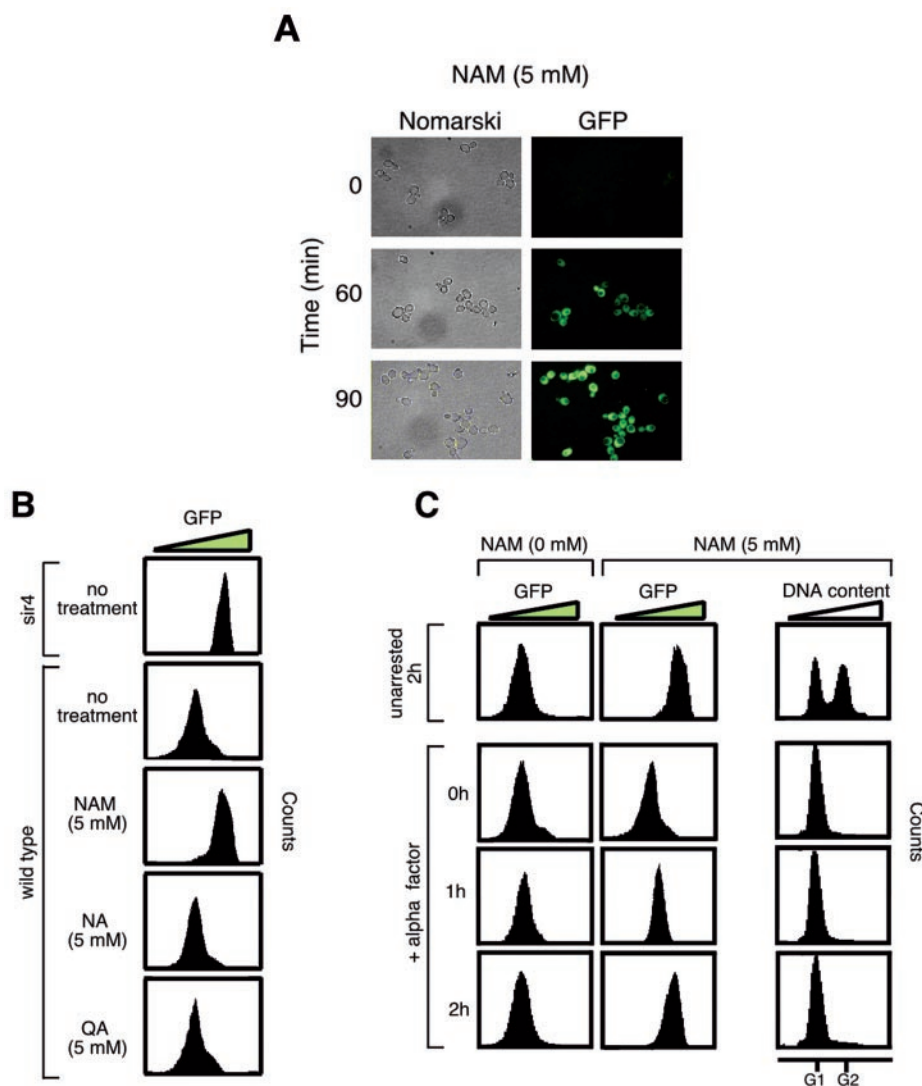 A
NAM (5 mM)
Nomarski GFP
Time (min)
0
60
90
B
GFP
sir4
no
treatment
wild type
no
treatment
NAM
(5 mM)
NA
(5 mM)
QA
(5 mM)
Counts
C
NAM (0 mM) NAM (5 mM)
GFP GFP DNA content
unarrested
2h
+ alpha factor
0h
1h
2h
Counts
G1 G2